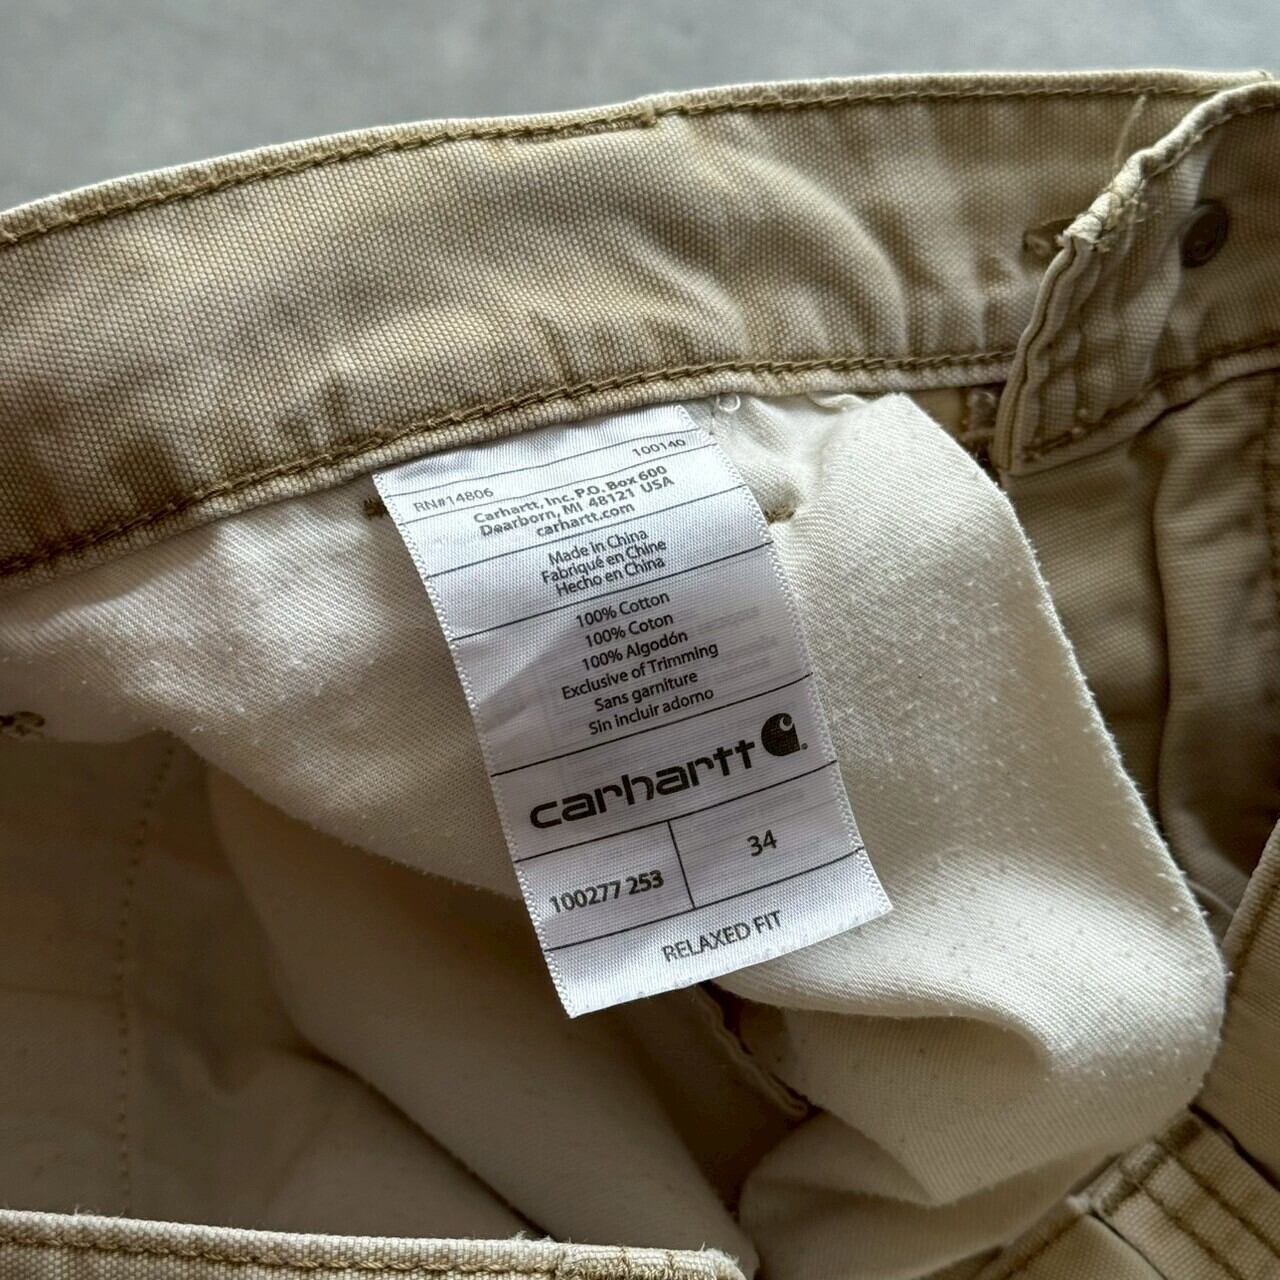 RN#14806 100140
Carhartt, Inc. P.O. Box 600
Dearborn, MI 48121 USA
carhartt.com
Made in China
Fabriqué en Chine
Hecho en China
100% Cotton
100% Coton
100% Algodón
Exclusive of Trimming
Sans garniture
Sin incluir adorno
carhartt
100277 253 34
RELAXED FIT